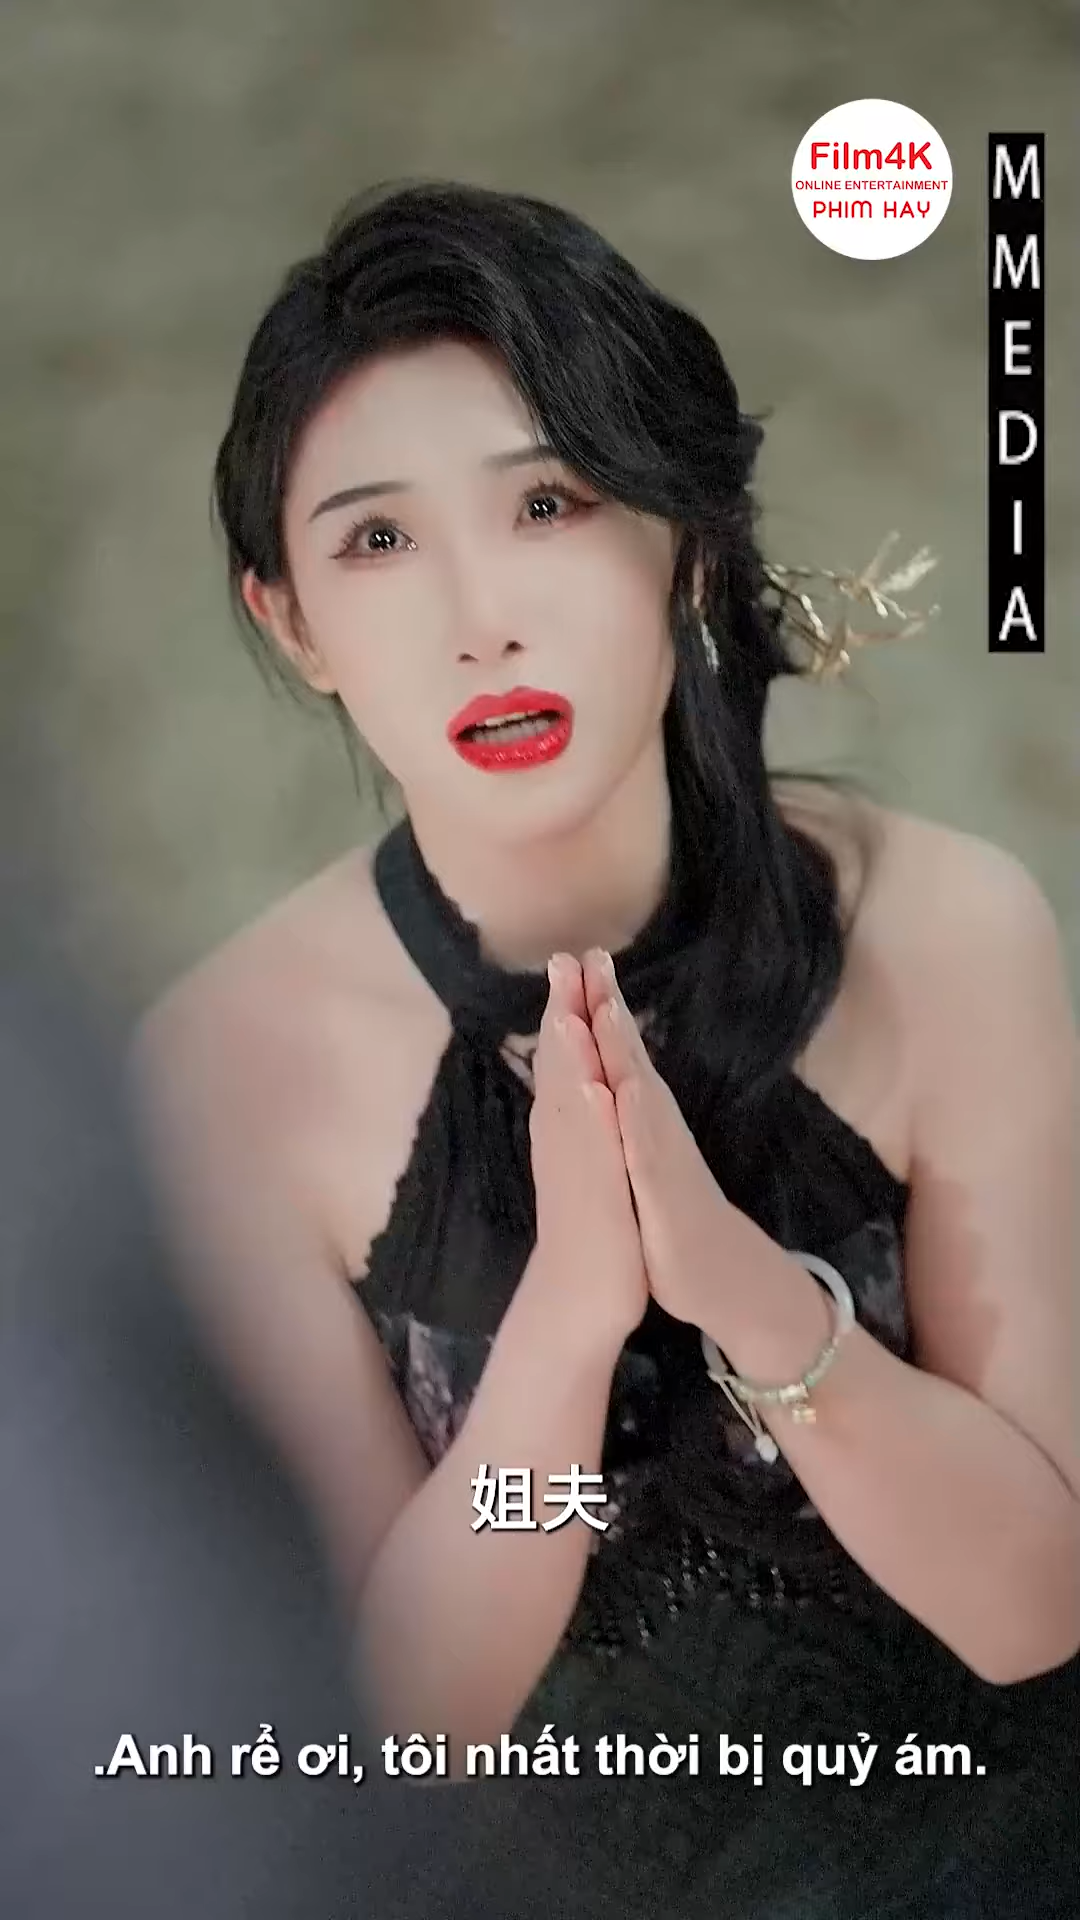 Film4K
ONLINE ENTERTAINMENT
PHIM HAY
MMEDIA
姐夫
.Anh rể ơi, tôi nhất thời bị quỷ ám.